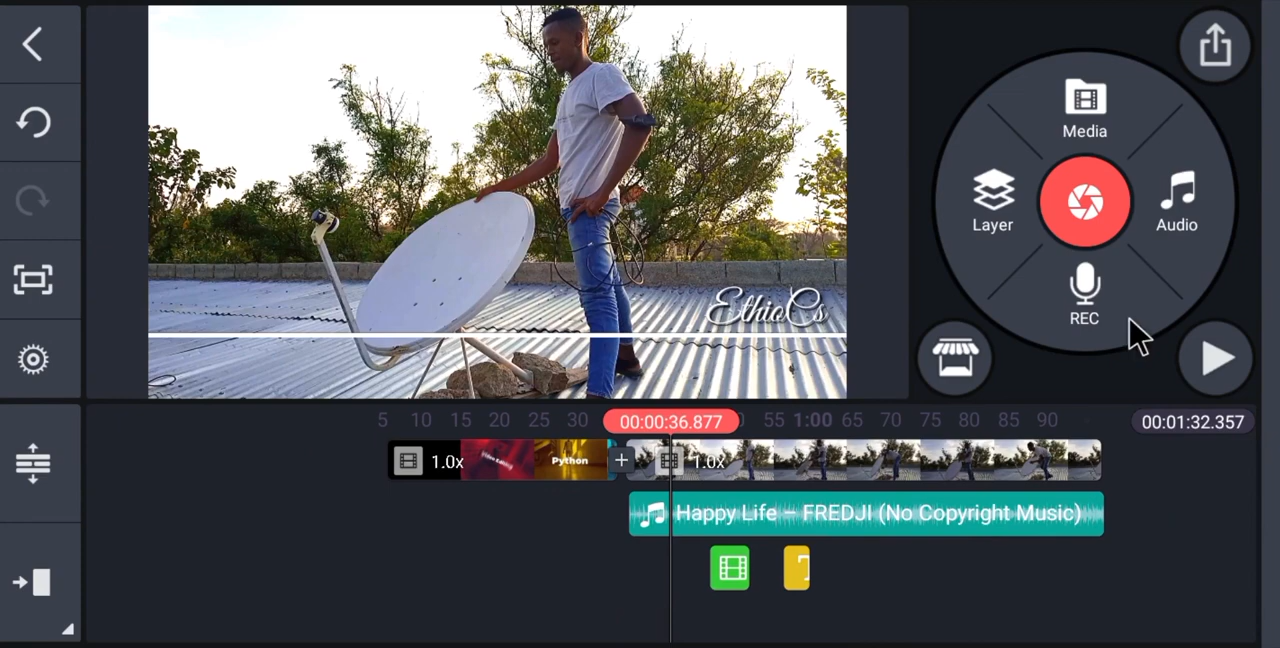 Media
Layer
Audio
REC
EthioCs
5 10 15 20 25 30 00:00:36.877 55 1:00 65 70 75 80 85 90 00:01:32.357
1.0x
Python
1.0x
Happy Life – FREDJI (No Copyright Music)